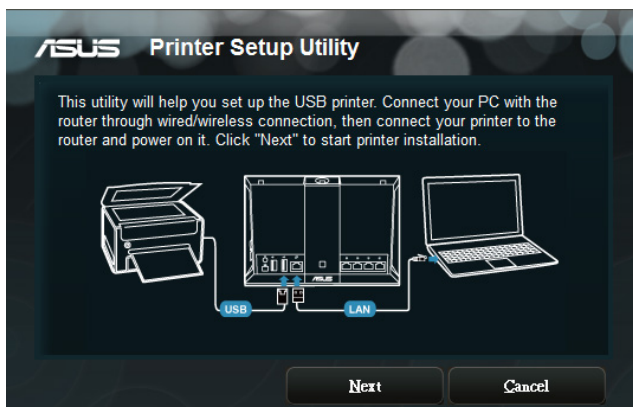 ASUS Printer Setup Utility
This utility will help you set up the USB printer. Connect your PC with the
router through wired/wireless connection, then connect your printer to the
router and power on it. Click "Next" to start printer installation.
ASUS
USB LAN
Next Cancel